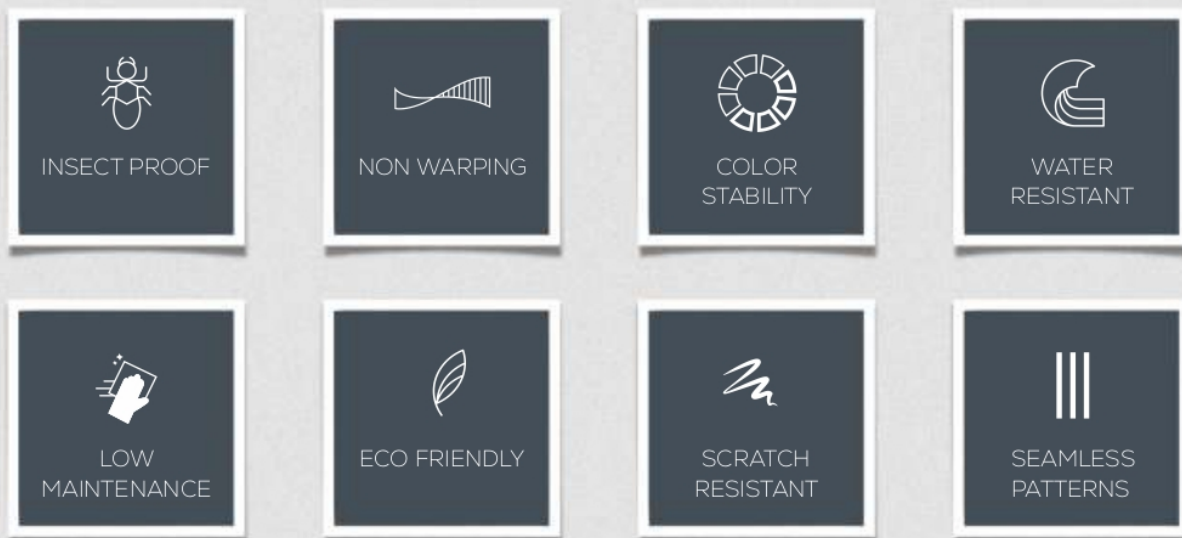 INSECT PROOF
NON WARPING
COLOR
STABILITY
WATER
RESISTANT
LOW
MAINTENANCE
ECO FRIENDLY
SCRATCH
RESISTANT
SEAMLESS
PATTERNS